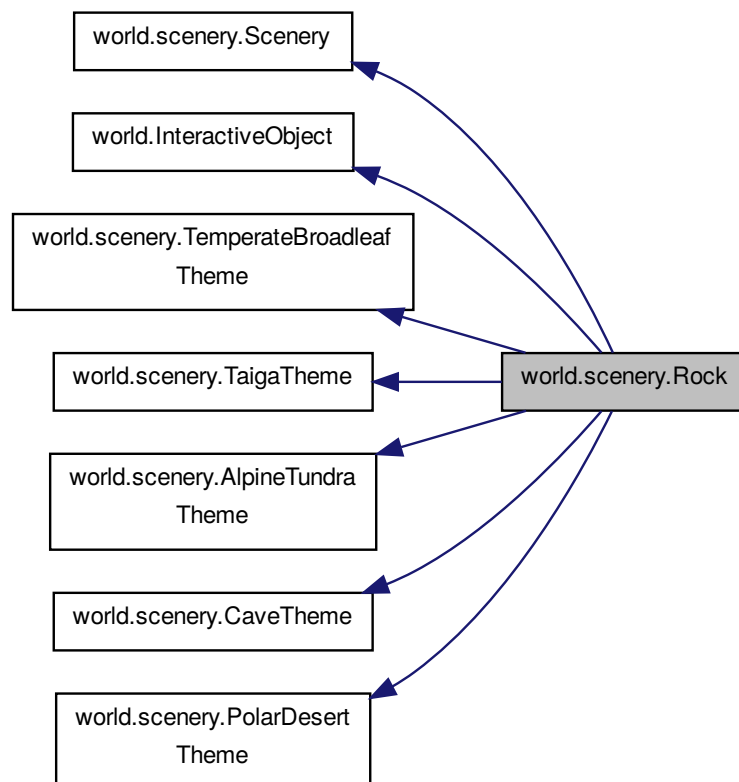 world.scenery.Scenery
world.InteractiveObject
world.scenery.TemperateBroadleaf
Theme
world.scenery.TaigaTheme
world.scenery.Rock
world.scenery.AlpineTundra
Theme
world.scenery.CaveTheme
world.scenery.PolarDesert
Theme